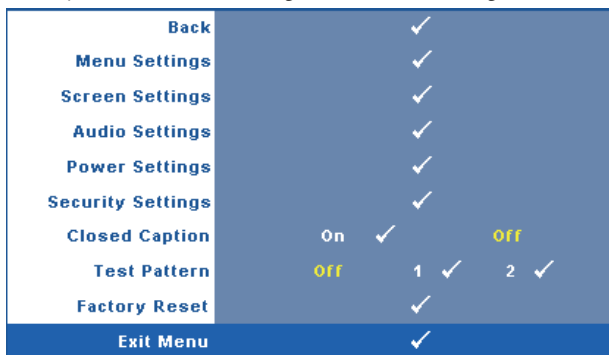 Back ✓
Menu Settings ✓
Screen Settings ✓
Audio Settings ✓
Power Settings ✓
Security Settings ✓
Closed Caption On ✓ Off
Test Pattern Off 1 ✓ 2 ✓
Factory Reset ✓
Exit Menu ✓